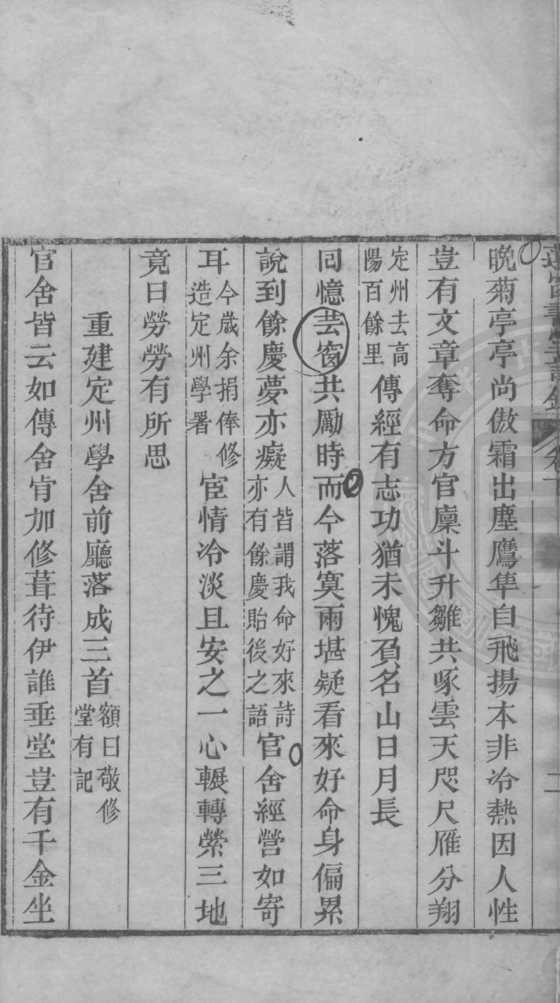 晚菊亭亭尚傲霜出塵鷹隼自飛揚本非冷熱因人性
豈有文章奪命方官廩斗升雛共啄雲天咫尺雁分翔
定州去高陽百餘里傳經有志功猶未愧負名山日月長
回憶芸窗共勵時而今落寞兩堪疑看來好命身偏累
說到餘慶夢亦癡人皆謂我命好來詩亦有餘慶貽後之語官舍經營如寄
耳今歲余捐俸修造定州學署宦情冷淡且安之一心輾轉縈三地
竟日勞勞有所思
重建定州學舍前廳落成三首額曰敬修堂有記
官舍皆云如傳舍肯加修葺待伊誰垂堂豈有千金坐